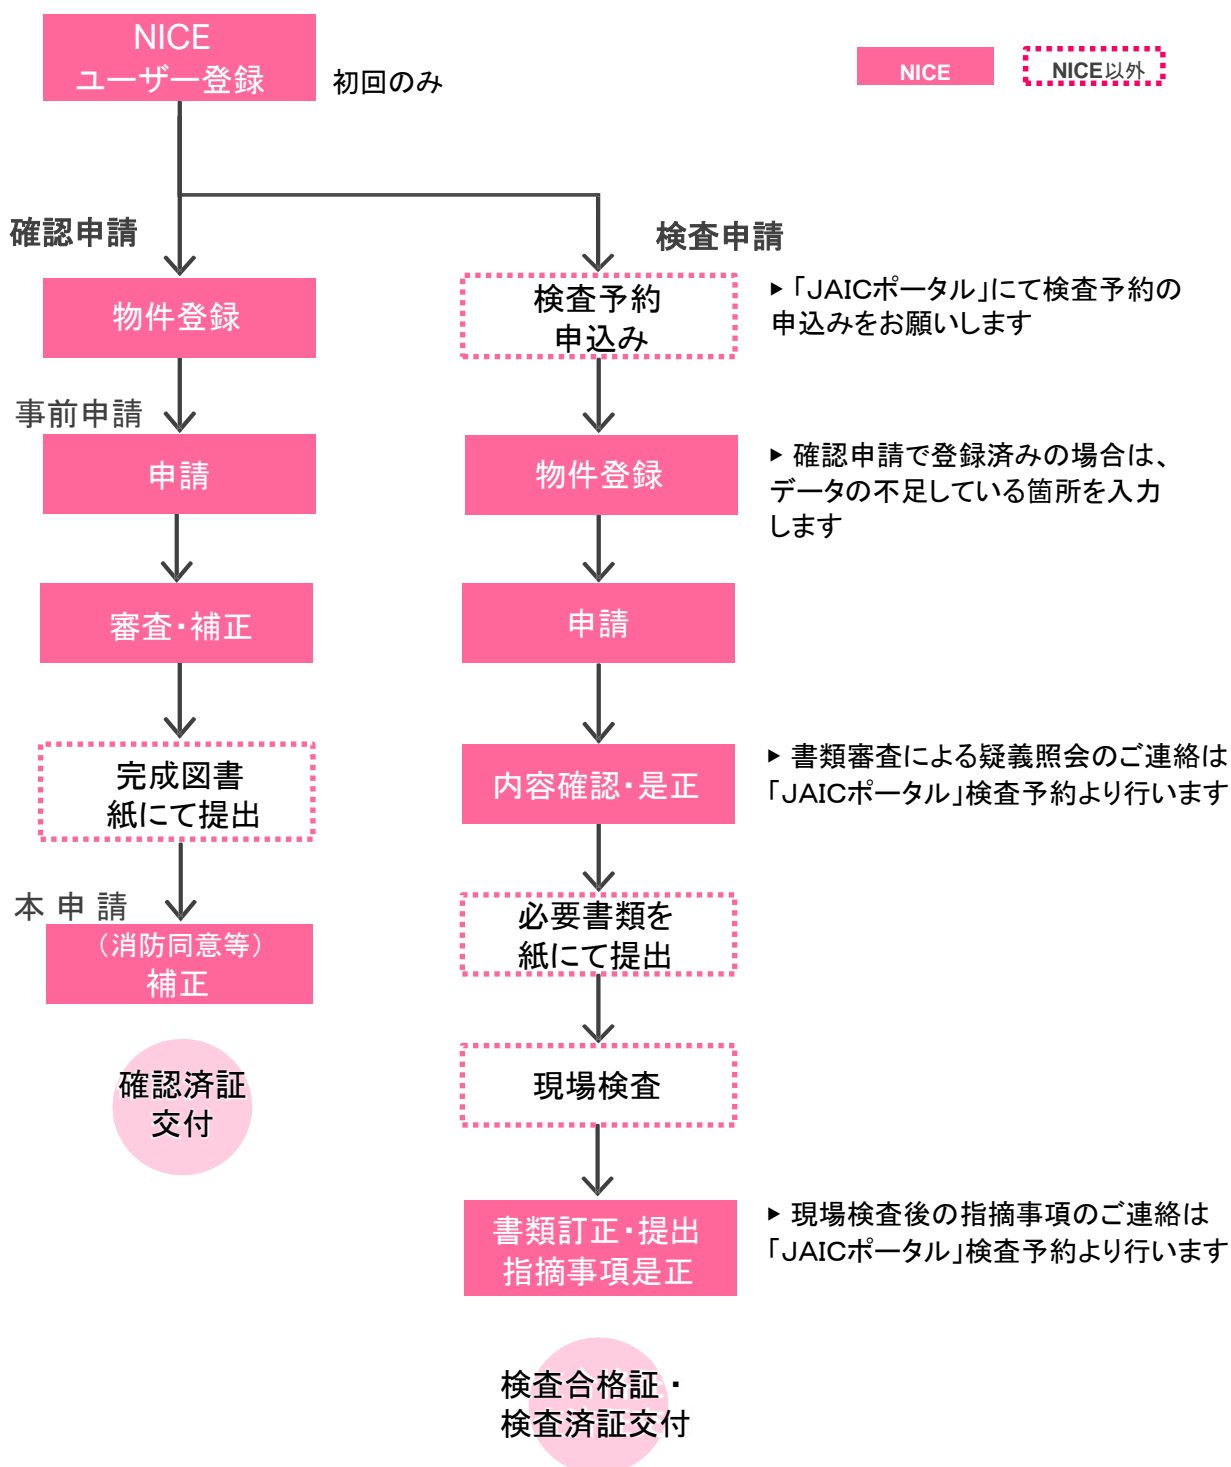 NICE
ユーザー登録
初回のみ
NICE
NICE以外
確認申請
物件登録
事前申請
申請
審査・補正
完成図書
紙にて提出
本申請
（消防同意等）
補正
確認済証
交付
検査申請
検査予約
申込み
▶「JAICポータル」にて検査予約の
申込みをお願いします
物件登録
▶ 確認申請で登録済みの場合は、
データの不足している箇所を入力
します
申請
内容確認・是正
▶ 書類審査による疑義照会のご連絡は
「JAICポータル」検査予約より行います
必要書類を
紙にて提出
現場検査
書類訂正・提出
指摘事項是正
▶ 現場検査後の指摘事項のご連絡は
「JAICポータル」検査予約より行います
検査合格証・
検査済証交付